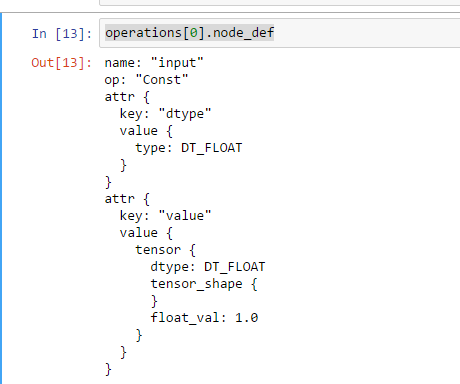 In [13]: operations[0].node_def
Out[13]: name: "input"
op: "Const"
attr {
  key: "dtype"
  value {
    type: DT_FLOAT
  }
}
attr {
  key: "value"
  value {
    tensor {
      dtype: DT_FLOAT
      tensor_shape {
      }
      float_val: 1.0
    }
  }
}